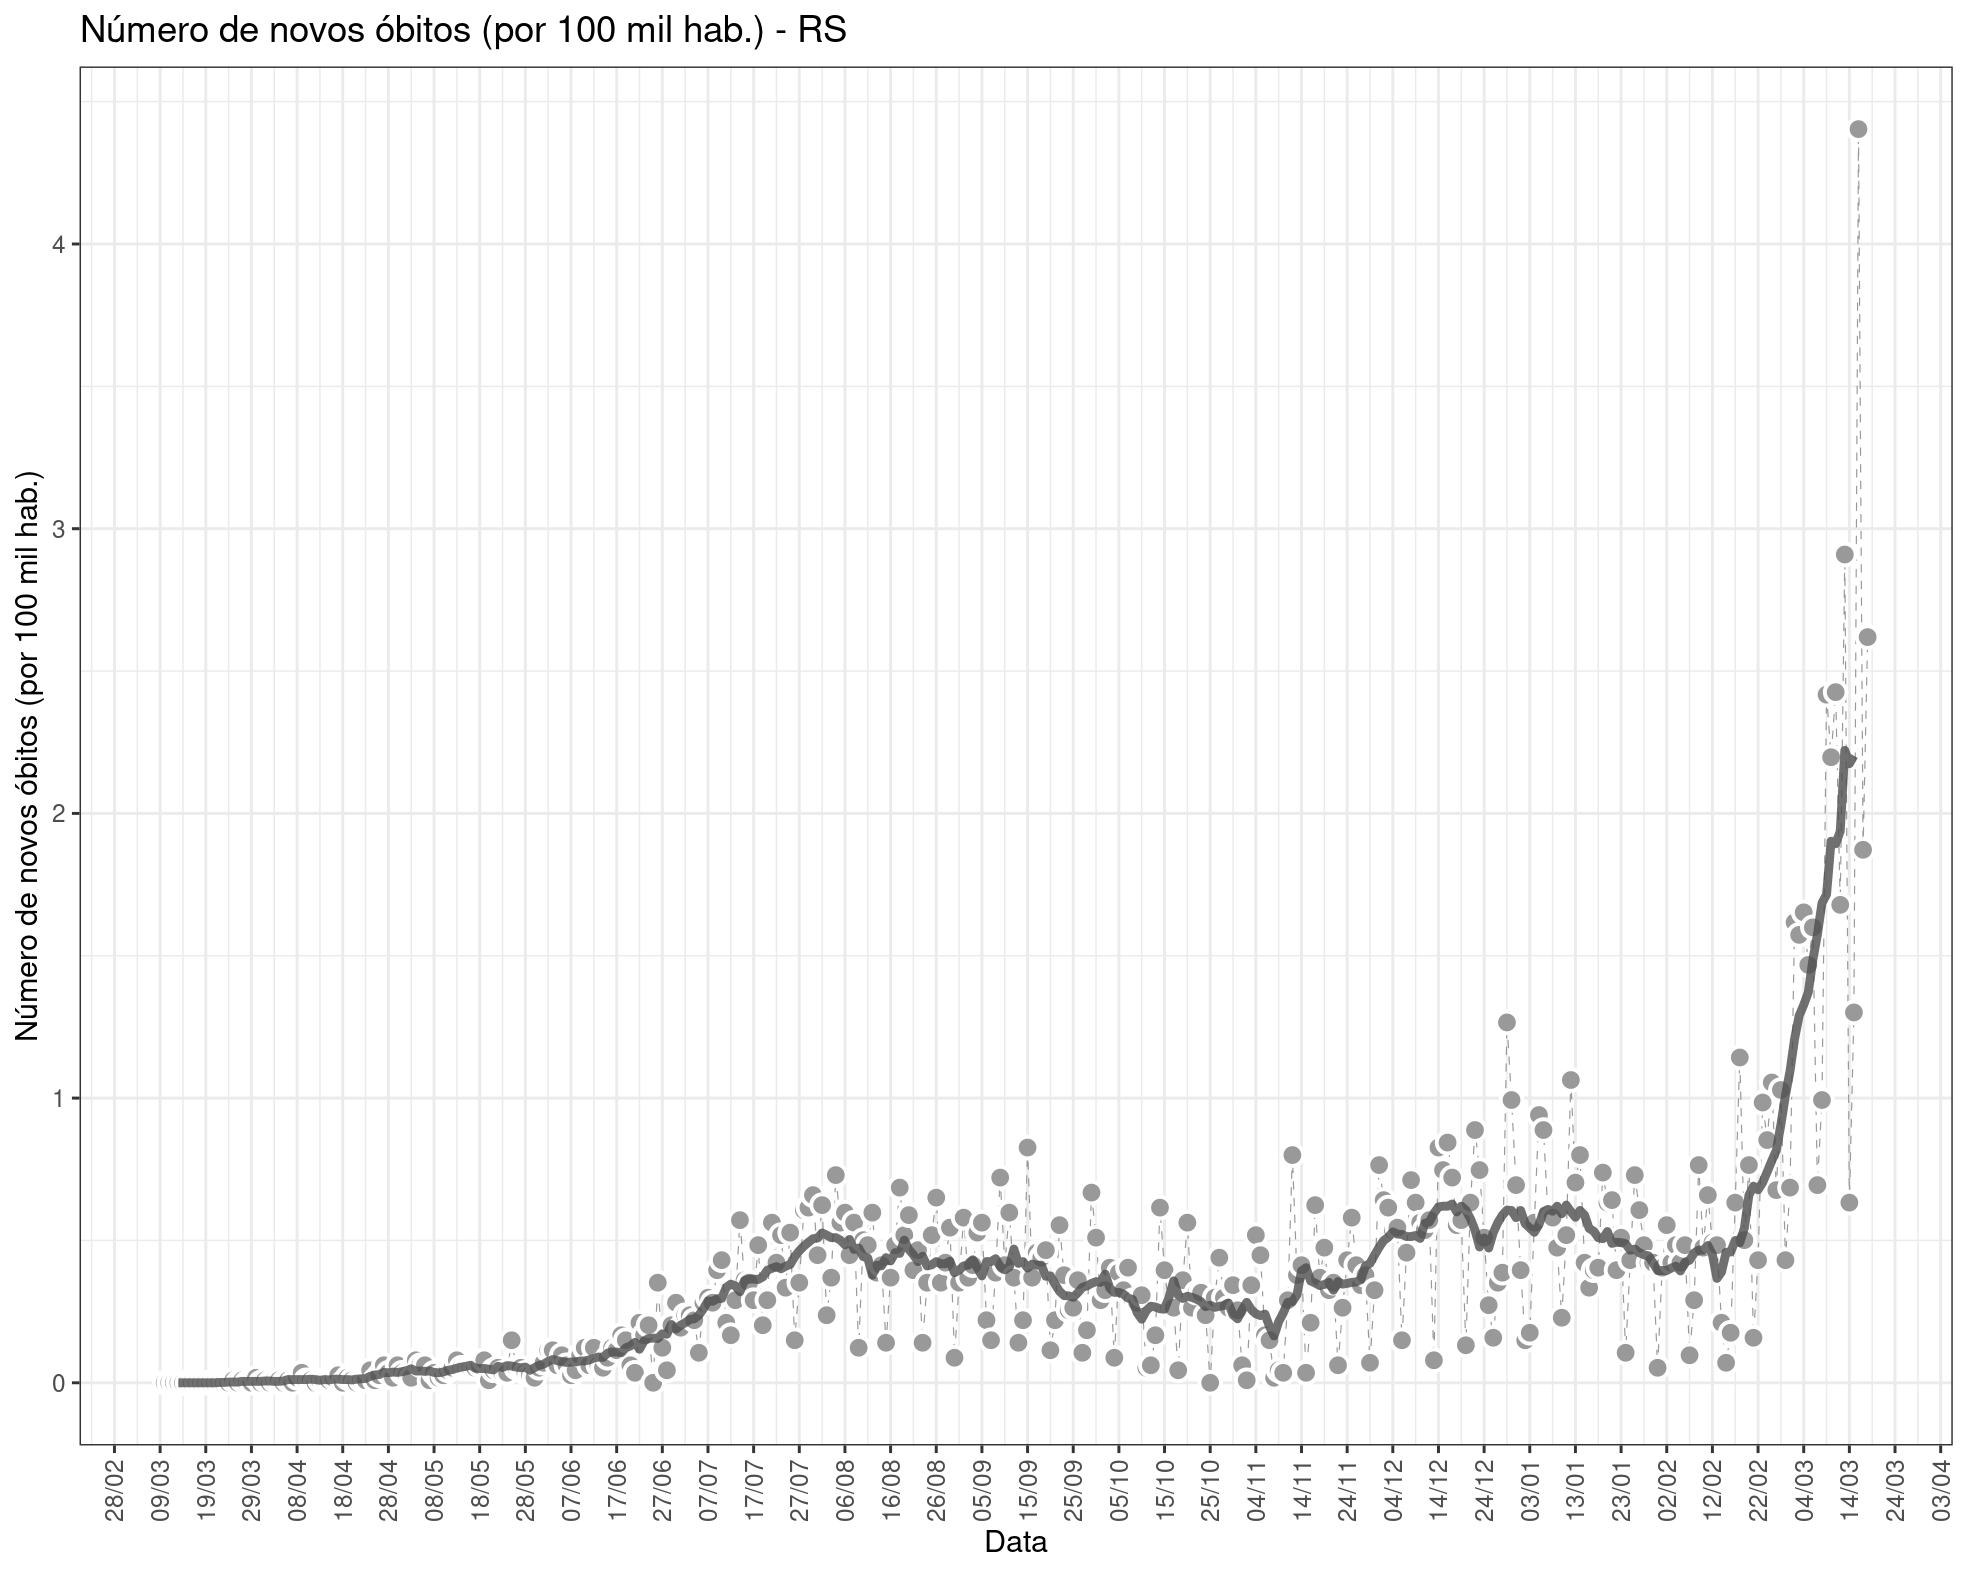 Número de novos óbitos (por 100 mil hab.) - RS
Número de novos óbitos (por 100 mil hab.)
4
3
2
1
0
28/02 09/03 19/03 29/03 08/04 18/04 28/04 08/05 18/05 28/05 07/06 17/06 27/06 07/07 17/07 27/07 06/08 16/08 26/08 05/09 15/09 25/09 05/10 15/10 25/10 04/11 14/11 24/11 04/12 14/12 24/12 03/01 13/01 23/01 02/02 12/02 22/02 04/03 14/03 24/03 03/04
Data